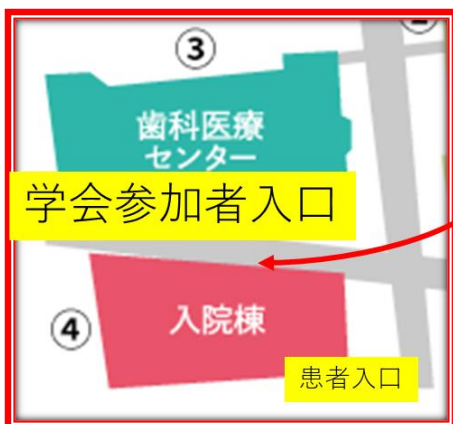 ③
歯科医療
センター
学会参加者入口
④
入院棟
患者入口